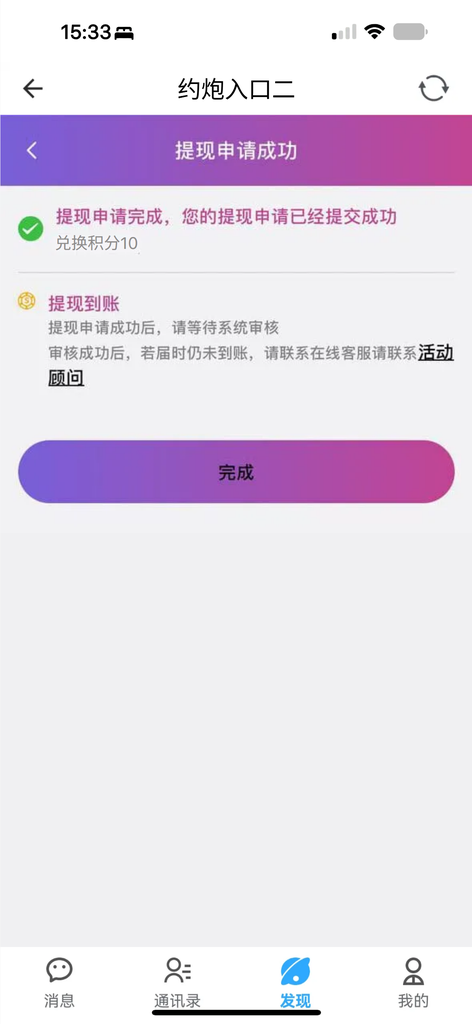 15:33
约炮入口二
提现申请成功
提现申请完成，您的提现申请已经提交成功
兑换积分10
提现到账
提现申请成功后，请等待系统审核
审核成功后，若届时仍未到账，请联系在线客服请联系活动
顾问
完成
消息
通讯录
发现
我的